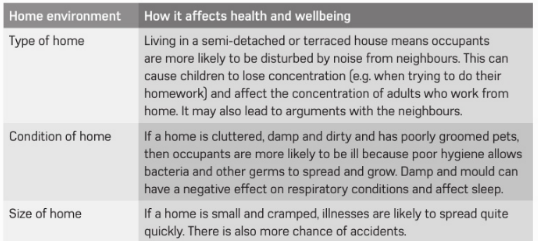 Home environment How it affects health and wellbeing
Type of home Living in a semi-detached or terraced house means occupants
are more likely to be disturbed by noise from neighbours. This can
cause children to lose concentration (e.g. when trying to do their
homework) and affect the concentration of adults who work from
home. It may also lead to arguments with the neighbours.
Condition of home If a home is cluttered, damp and dirty and has poorly groomed pets,
then occupants are more likely to be ill because poor hygiene allows
bacteria and other germs to spread and grow. Damp and mould can
have a negative effect on respiratory conditions and affect sleep.
Size of home If a home is small and cramped, illnesses are likely to spread quite
quickly. There is also more chance of accidents.